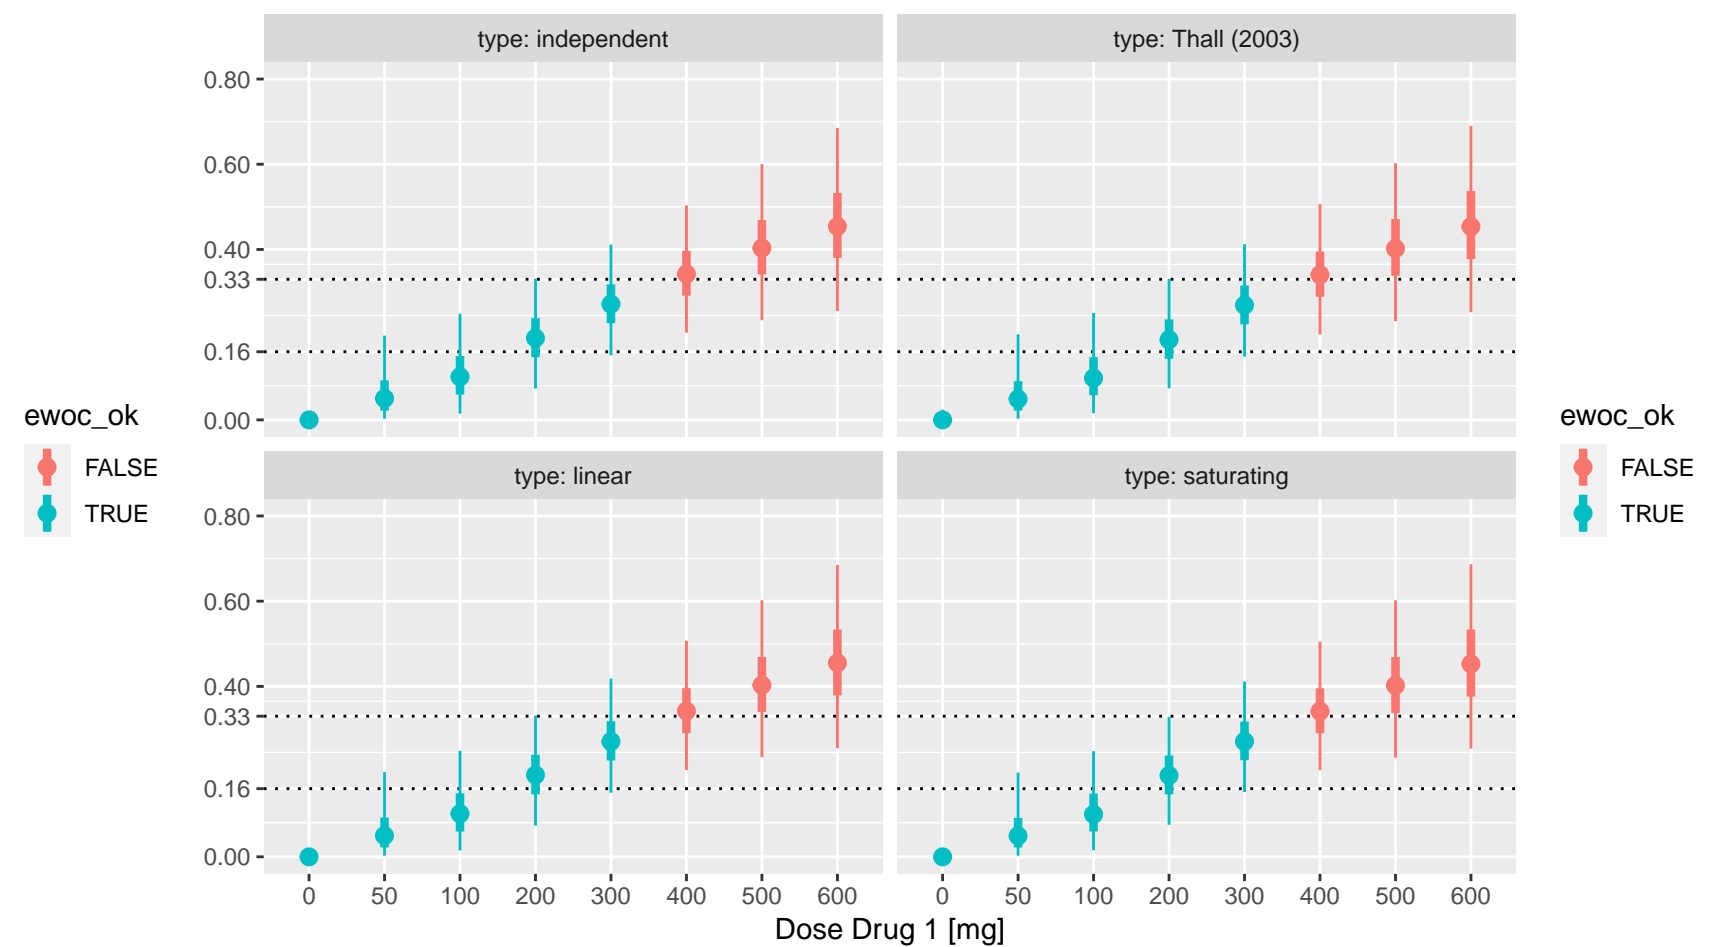 type: independent
type: Thall (2003)
0.80
0.60
0.40
0.33
0.16
0.00
type: linear
type: saturating
0.80
0.60
0.40
0.33
0.16
0.00
0 50 100 200 300 400 500 600
0 50 100 200 300 400 500 600
Dose Drug 1 [mg]
ewoc_ok
FALSE
TRUE
ewoc_ok
FALSE
TRUE